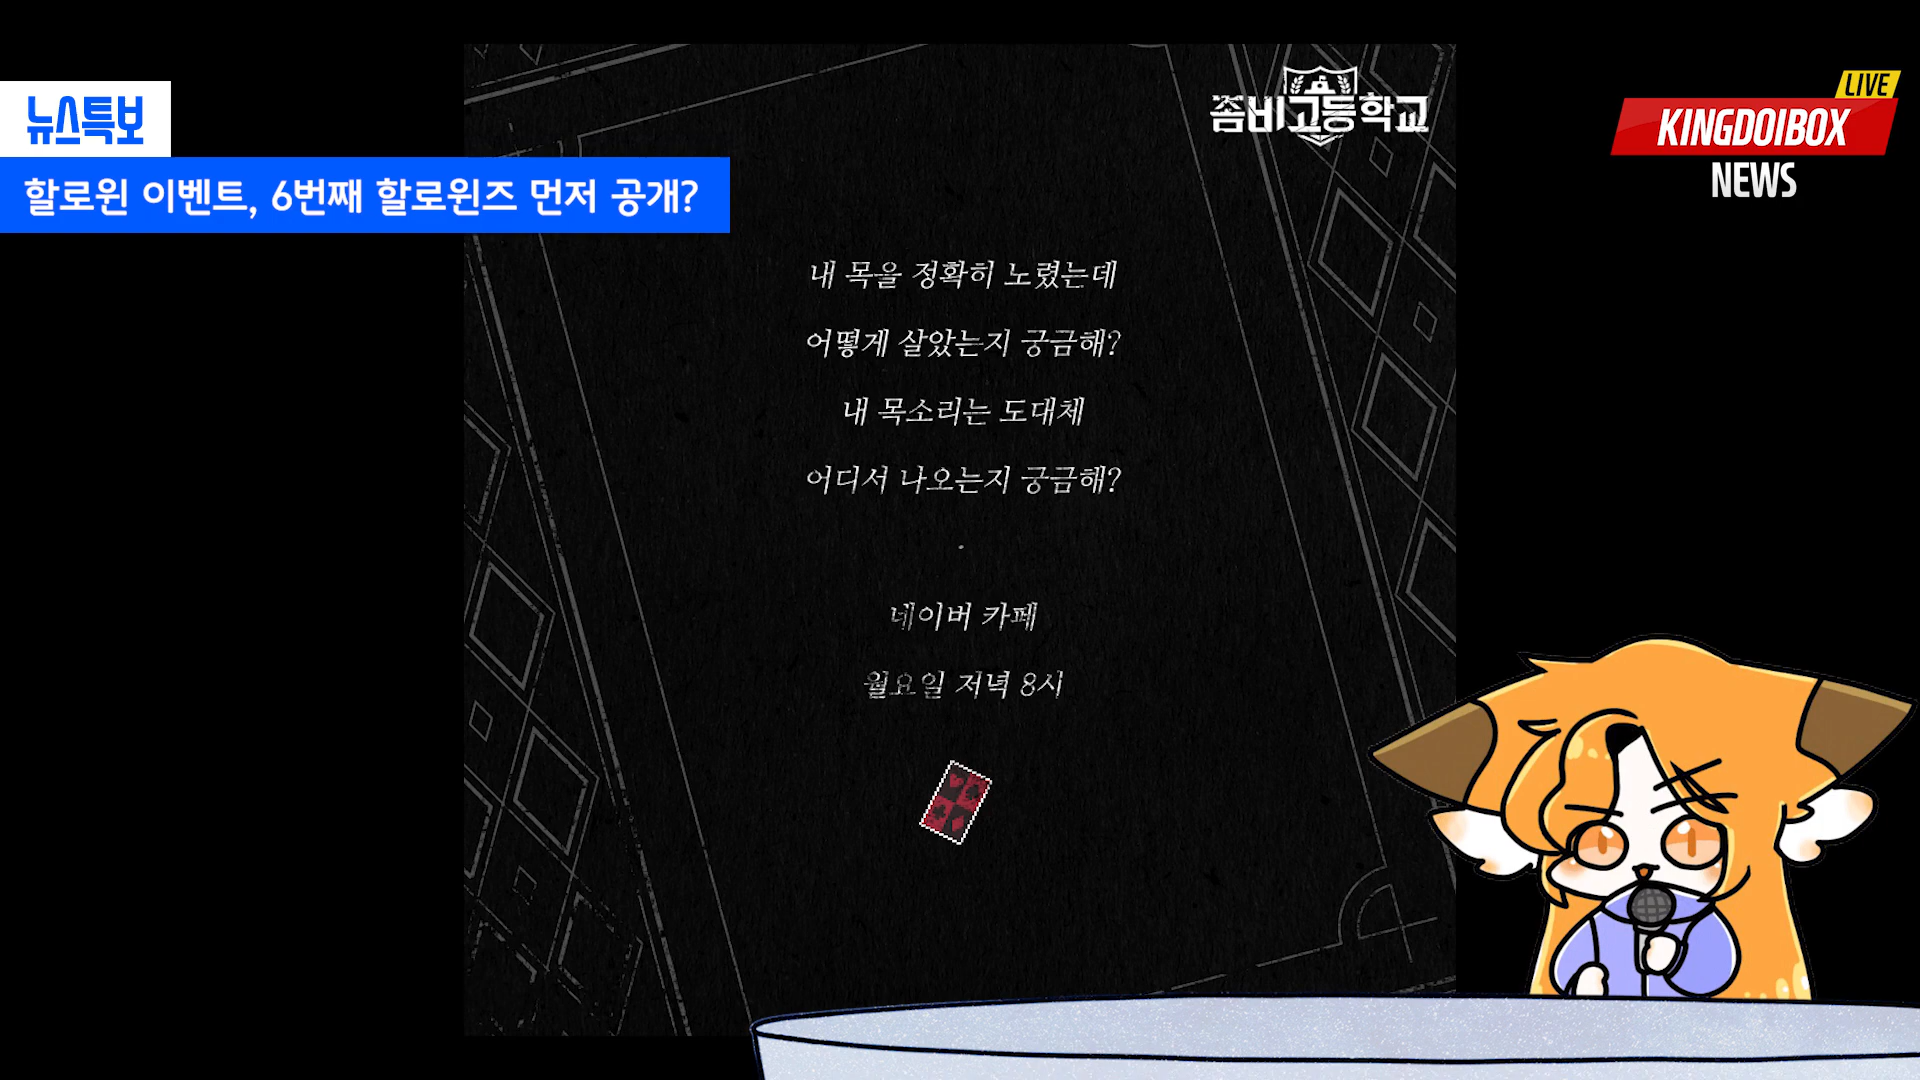 뉴스특보
할로윈 이벤트, 6번째 할로윈즈 먼저 공개?
좀비고등학교
LIVE
KINGDOIBOX
NEWS
내 목을 정확히 노렸는데
어떻게 살았는지 궁금해?
내 목소리는 도대체
어디서 나오는지 궁금해?
.
네이버 카페
월요일 저녁 8시